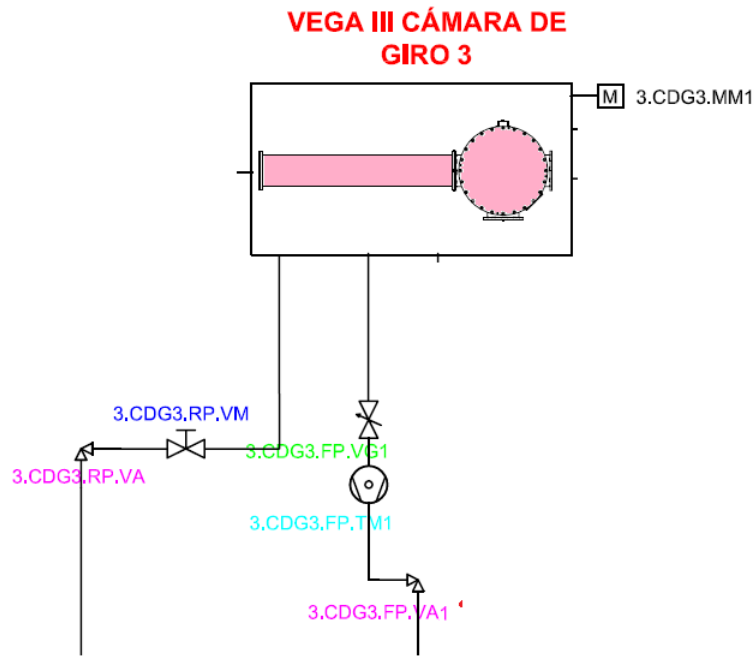 VEGA III CÁMARA DE
GIRO 3
M
3.CDG3.MM1
3.CDG3.RP.VM
3.CDG3.FP.VG1
3.CDG3.RP.VA
3.CDG3.FP.TM1
3.CDG3.FP.VA1